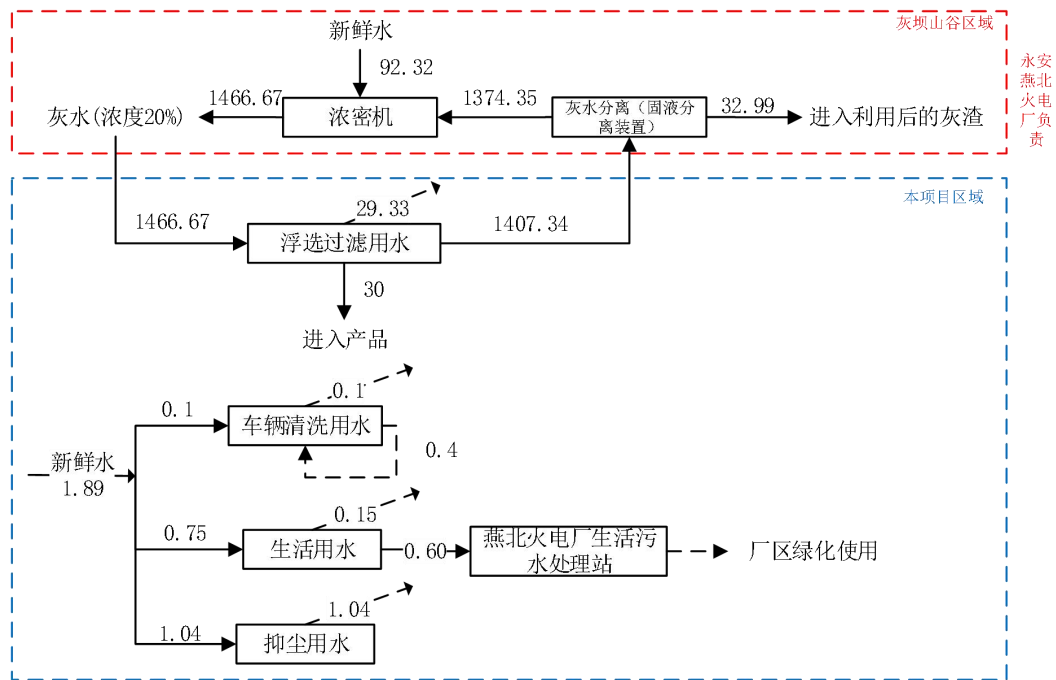 灰坝山谷区域
新鲜水
92.32
1466.67
1374.35
32.99
灰水(浓度20%)
浓密机
灰水分离（固液分
离装置）
进入利用后的灰渣
永安
燕北
火电
厂负
责
本项目区域
29.33
1466.67
浮选过滤用水
1407.34
30
进入产品
0.1
0.1
车辆清洗用水
0.4
新鲜水
1.89
0.15
0.75
生活用水
0.60
燕北火电厂生活污
水处理站
厂区绿化使用
1.04
1.04
抑尘用水